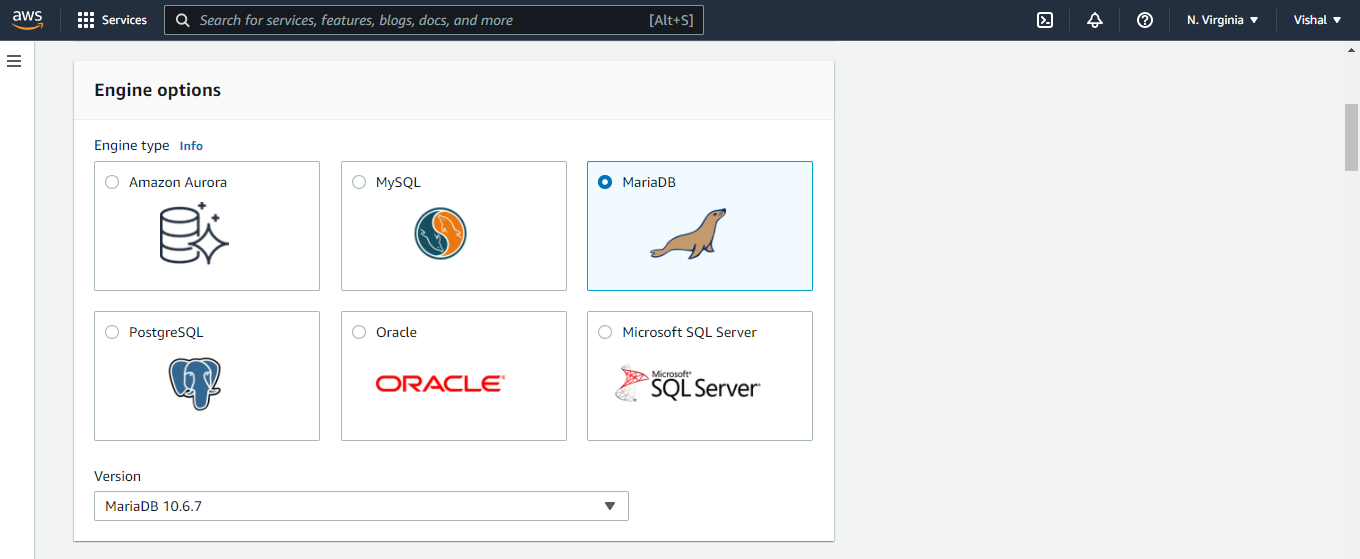 aws Services Search for services, features, blogs, docs, and more [Alt+S] N. Virginia Vishal
Engine options
Engine type Info
Amazon Aurora MySQL MariaDB
PostgreSQL Oracle Microsoft SQL Server
ORACLE Microsoft SQL Server
Version
MariaDB 10.6.7